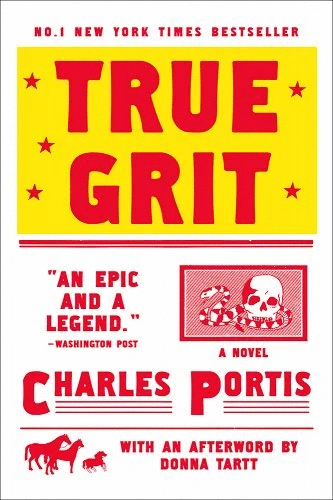 NO.1 NEW YORK TIMES BESTSELLER
TRUE
GRIT
"AN EPIC
AND A
LEGEND."
–WASHINGTON POST
A NOVEL
CHARLES PORTIS
WITH AN AFTERWORD BY
DONNA TARTT